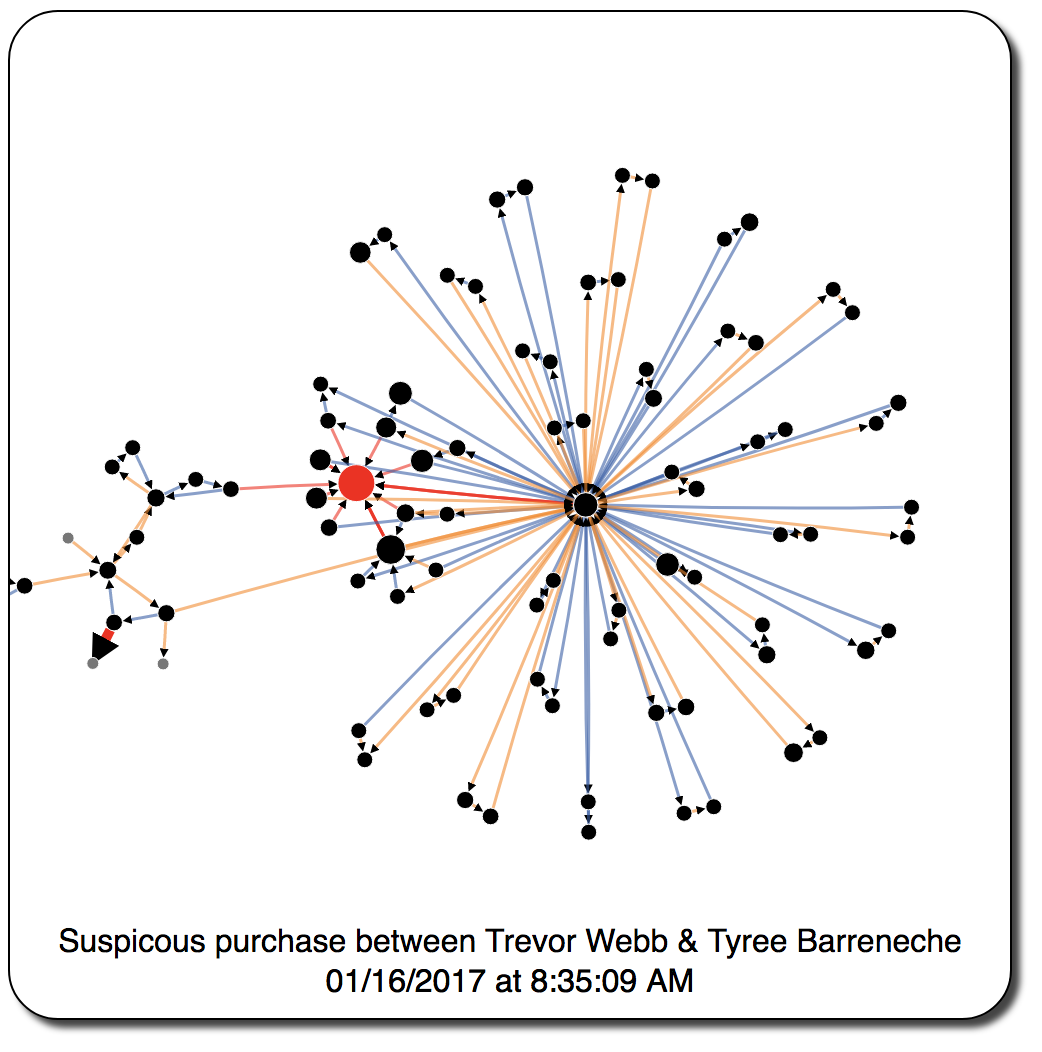 Suspicous purchase between Trevor Webb & Tyree Barreneche
01/16/2017 at 8:35:09 AM